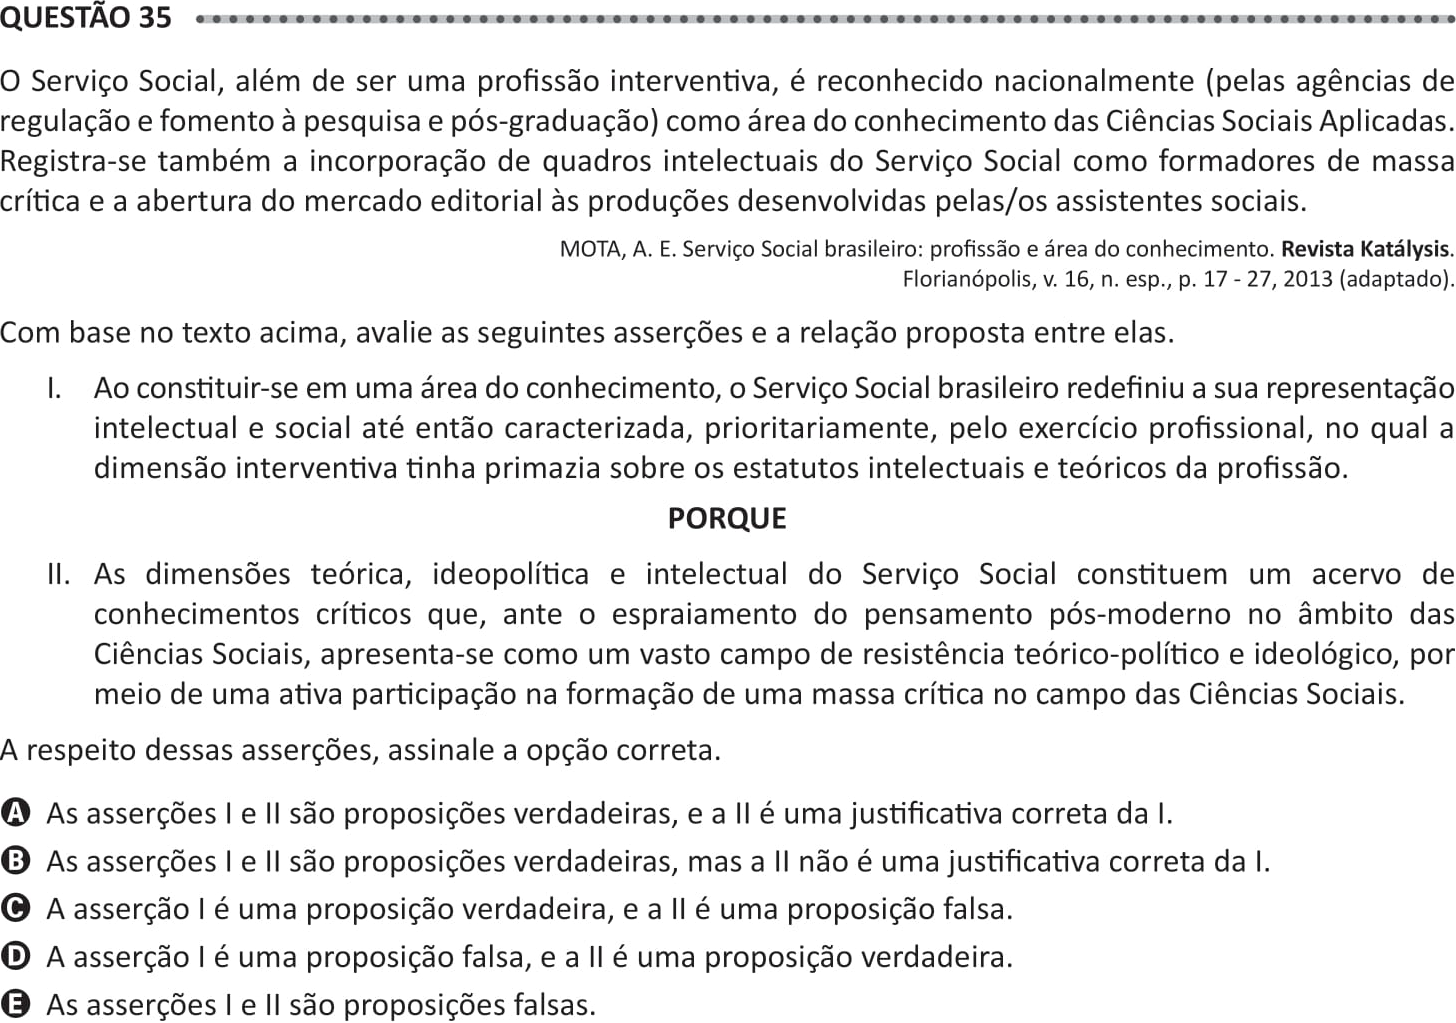 QUESTÃO 35
O Serviço Social, além de ser uma profissão interventiva, é reconhecido nacionalmente (pelas agências de
regulação e fomento à pesquisa e pós-graduação) como área do conhecimento das Ciências Sociais Aplicadas.
Registra-se também a incorporação de quadros intelectuais do Serviço Social como formadores de massa
crítica e a abertura do mercado editorial às produções desenvolvidas pelas/os assistentes sociais.
MOTA, A. E. Serviço Social brasileiro: profissão e área do conhecimento. Revista Katálysis.
Florianópolis, v. 16, n. esp., p. 17 - 27, 2013 (adaptado).
Com base no texto acima, avalie as seguintes asserções e a relação proposta entre elas.
I. Ao constituir-se em uma área do conhecimento, o Serviço Social brasileiro redefiniu a sua representação
intelectual e social até então caracterizada, prioritariamente, pelo exercício profissional, no qual a
dimensão interventiva tinha primazia sobre os estatutos intelectuais e teóricos da profissão.
PORQUE
II. As dimensões teórica, ideopolítica e intelectual do Serviço Social constituem um acervo de
conhecimentos críticos que, ante o espraiamento do pensamento pós-moderno no âmbito das
Ciências Sociais, apresenta-se como um vasto campo de resistência teórico-político e ideológico, por
meio de uma ativa participação na formação de uma massa crítica no campo das Ciências Sociais.
A respeito dessas asserções, assinale a opção correta.
A As asserções I e II são proposições verdadeiras, e a II é uma justificativa correta da I.
B As asserções I e II são proposições verdadeiras, mas a II não é uma justificativa correta da I.
C A asserção I é uma proposição verdadeira, e a II é uma proposição falsa.
D A asserção I é uma proposição falsa, e a II é uma proposição verdadeira.
E As asserções I e II são proposições falsas.